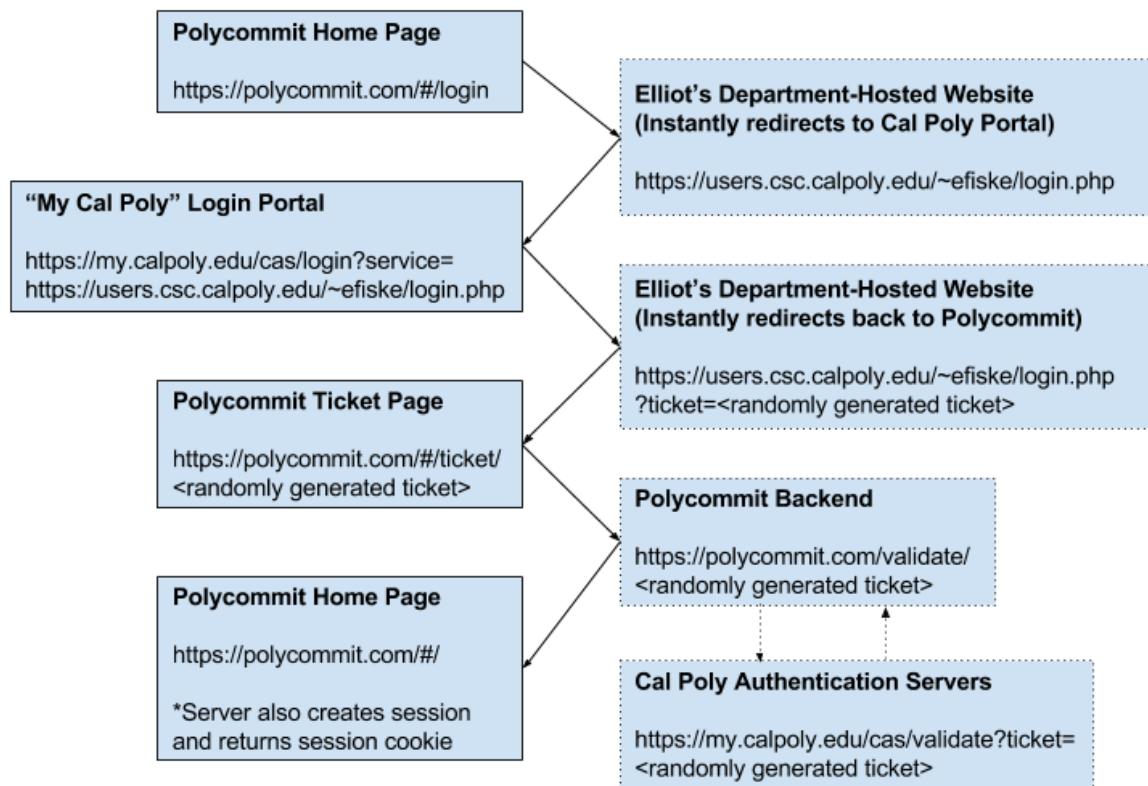 Polycommit Home Page
https://polycommit.com/#/login
Elliot's Department-Hosted Website
(Instantly redirects to Cal Poly Portal)
https://users.csc.calpoly.edu/~efiske/login.php
“My Cal Poly” Login Portal
https://my.calpoly.edu/cas/login?service=
https://users.csc.calpoly.edu/~efiske/login.php
Elliot's Department-Hosted Website
(Instantly redirects back to Polycommit)
https://users.csc.calpoly.edu/~efiske/login.php
?ticket=<randomly generated ticket>
Polycommit Ticket Page
https://polycommit.com/#/ticket/
<randomly generated ticket>
Polycommit Backend
https://polycommit.com/validate/
<randomly generated ticket>
Polycommit Home Page
https://polycommit.com/#/
*Server also creates session
and returns session cookie
Cal Poly Authentication Servers
https://my.calpoly.edu/cas/validate?ticket=
<randomly generated ticket>